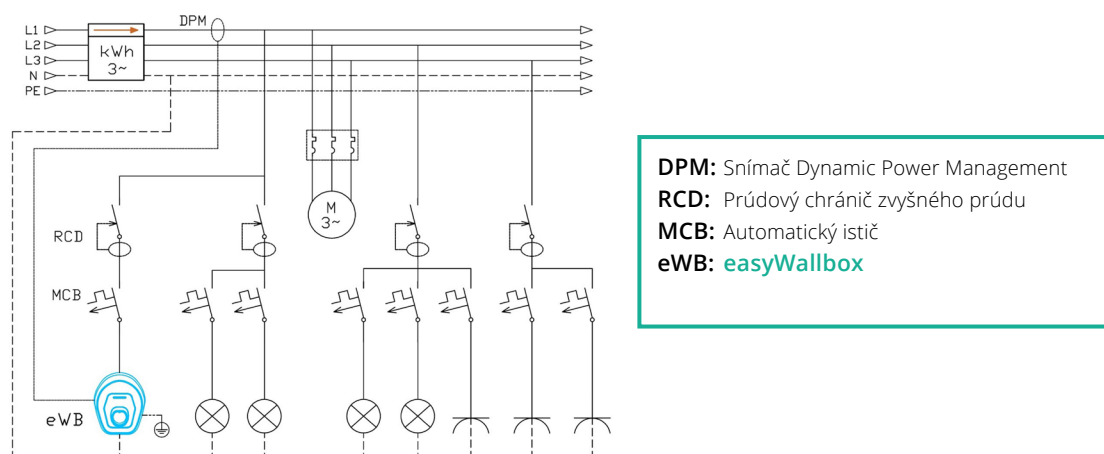 DPM
L1
L2
L3
N
PE
kWh
3~
M
3~
RCD
MCB
eWB
DPM: Snímač Dynamic Power Management
RCD: Prúdový chránič zvyšného prúdu
MCB: Automatický istič
eWB: easyWallbox